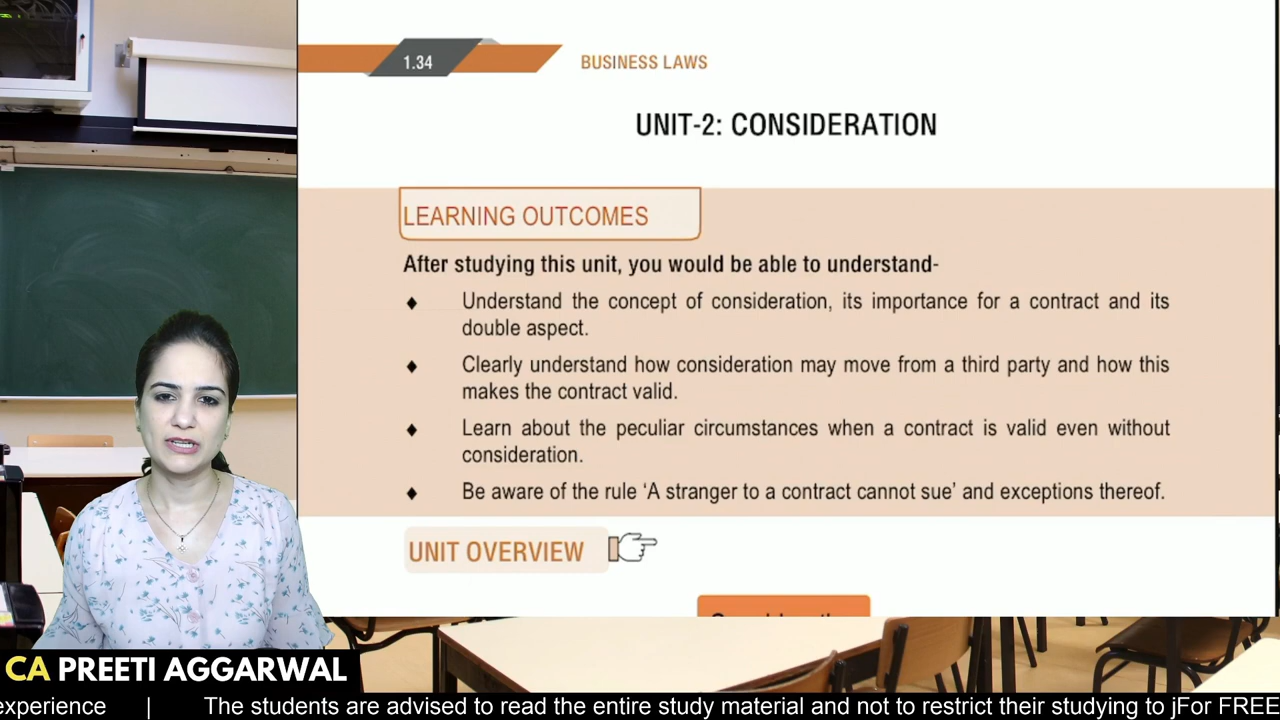 1.34
BUSINESS LAWS
UNIT-2: CONSIDERATION
LEARNING OUTCOMES
After studying this unit, you would be able to understand-
♦ Understand the concept of consideration, its importance for a contract and its
double aspect.
♦ Clearly understand how consideration may move from a third party and how this
makes the contract valid.
♦ Learn about the peculiar circumstances when a contract is valid even without
consideration.
♦ Be aware of the rule ‘A stranger to a contract cannot sue’ and exceptions thereof.
UNIT OVERVIEW
CA PREETI AGGARWAL
experience | The students are advised to read the entire study material and not to restrict their studying to jFor FREE